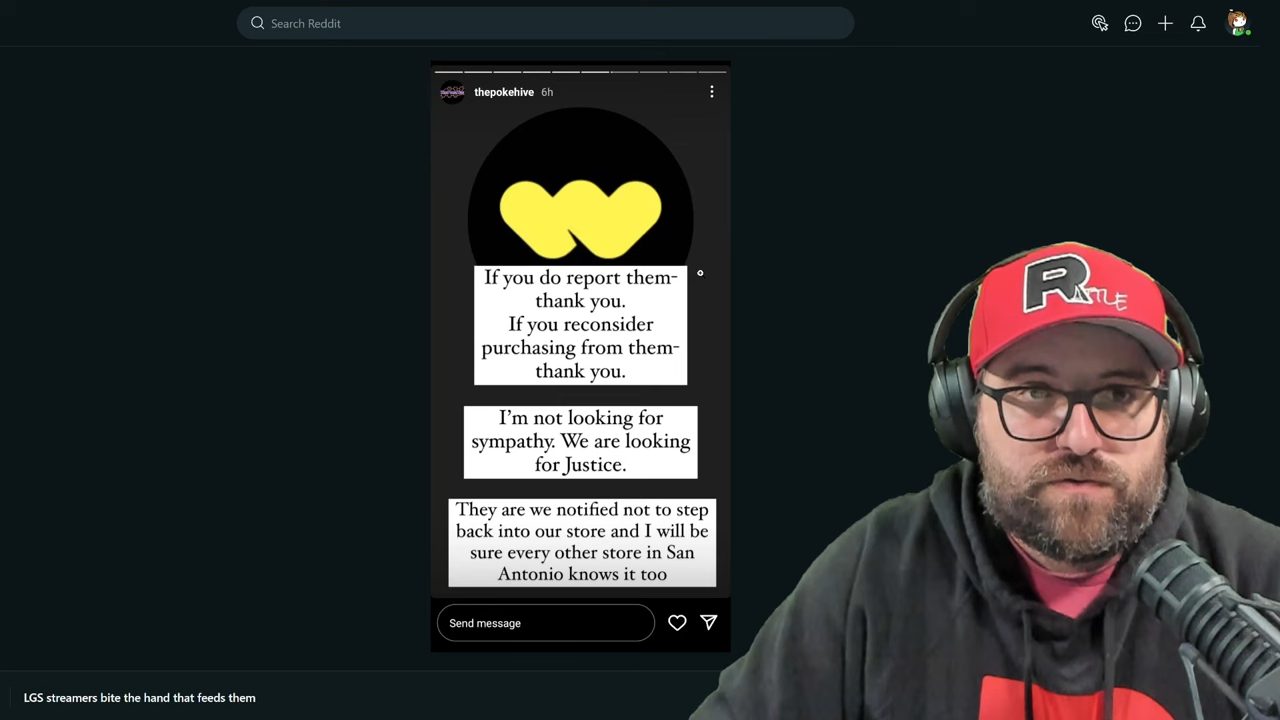 Search Reddit
thepokehive 6h
If you do report them-
thank you.
If you reconsider
purchasing from them-
thank you.
I'm not looking for
sympathy. We are looking
for Justice.
They are we notified not to step
back into our store and I will be
sure every other store in San
Antonio knows it too
Send message
LGS streamers bite the hand that feeds them
RATTLE